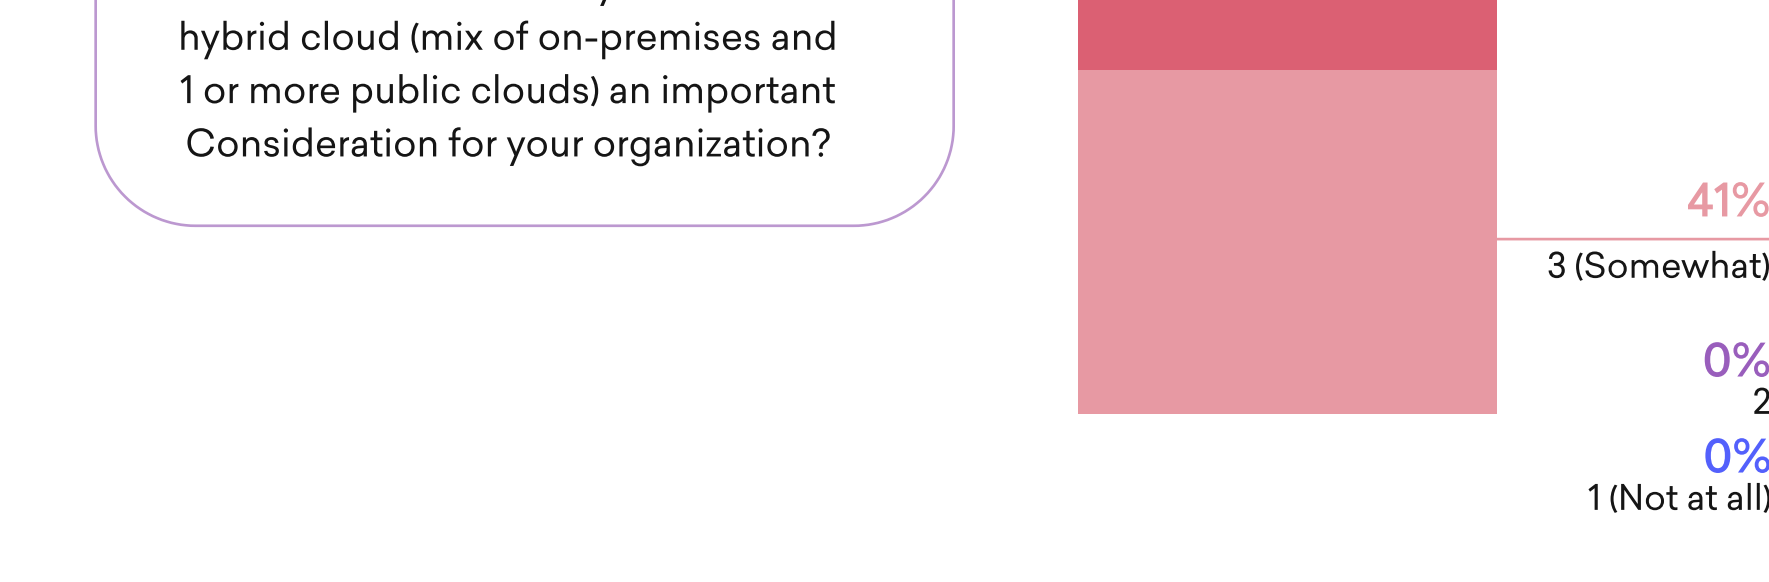 hybrid cloud (mix of on-premises and
1 or more public clouds) an important
Consideration for your organization?
41%
3 (Somewhat)
0%
2
0%
1 (Not at all)